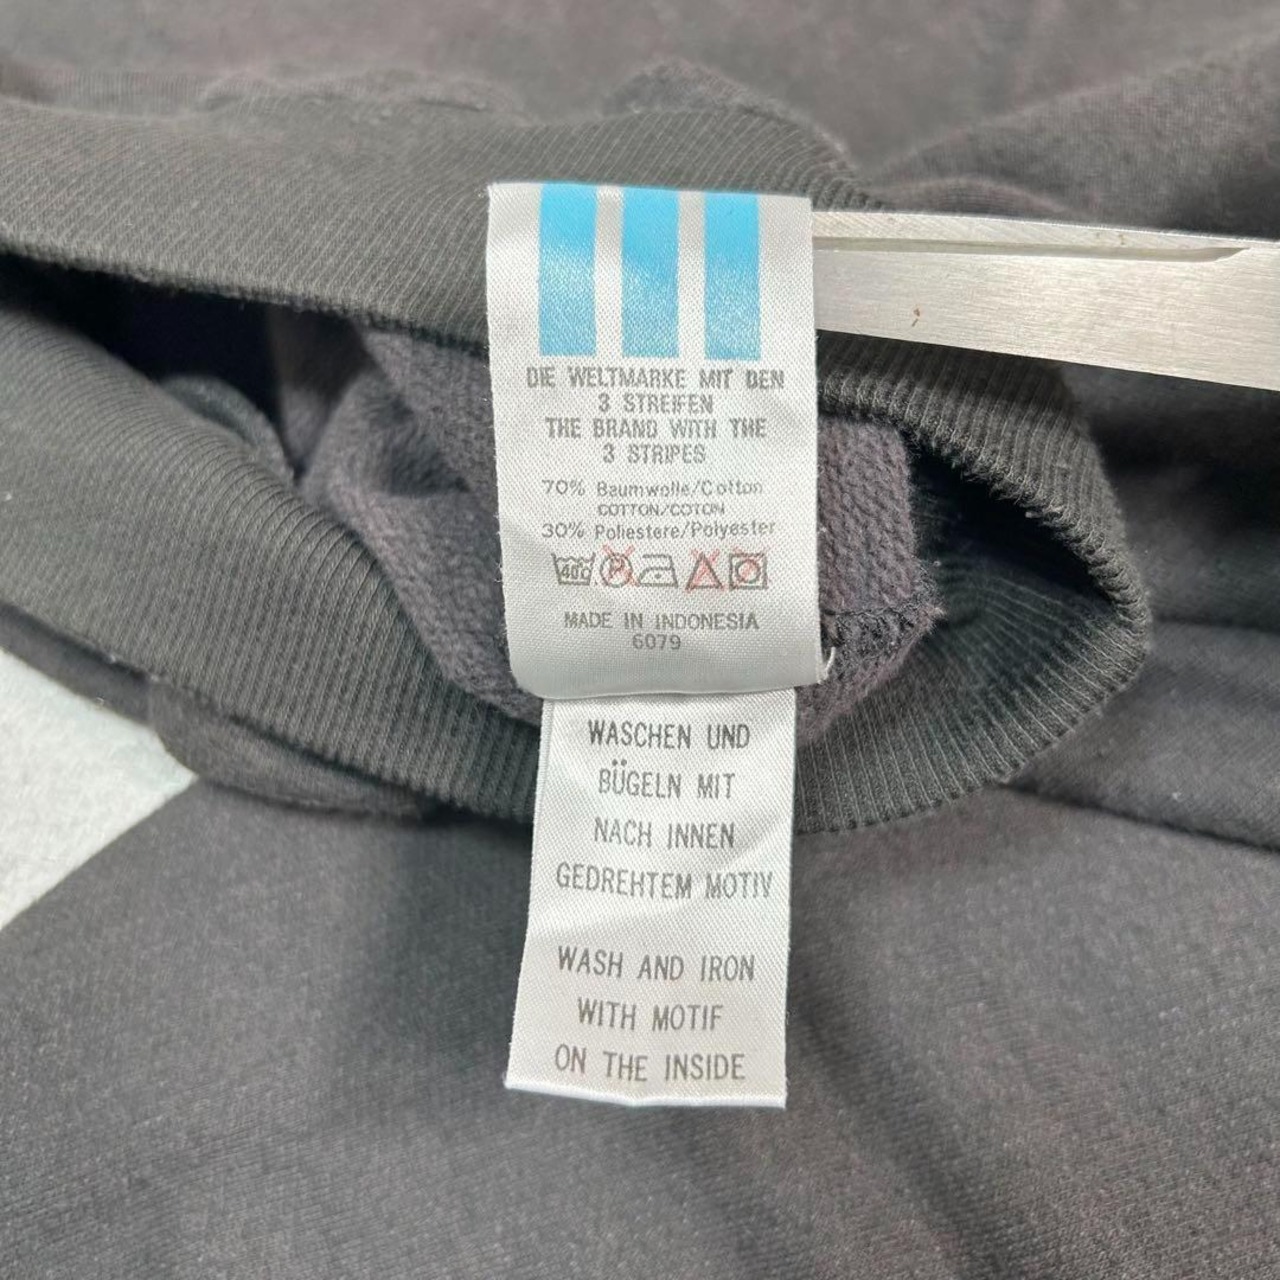 DIE WELTMARKE MIT DEN
3 STREIFEN
THE BRAND WITH THE
3 STRIPES
70% Baumwolle/Cotton
COTTON/COTON
30% Poliestere/Polyester
40°C P
MADE IN INDONESIA
6079
WASCHEN UND
BÜGELN MIT
NACH INNEN
GEDREHTEM MOTIV
WASH AND IRON
WITH MOTIF
ON THE INSIDE